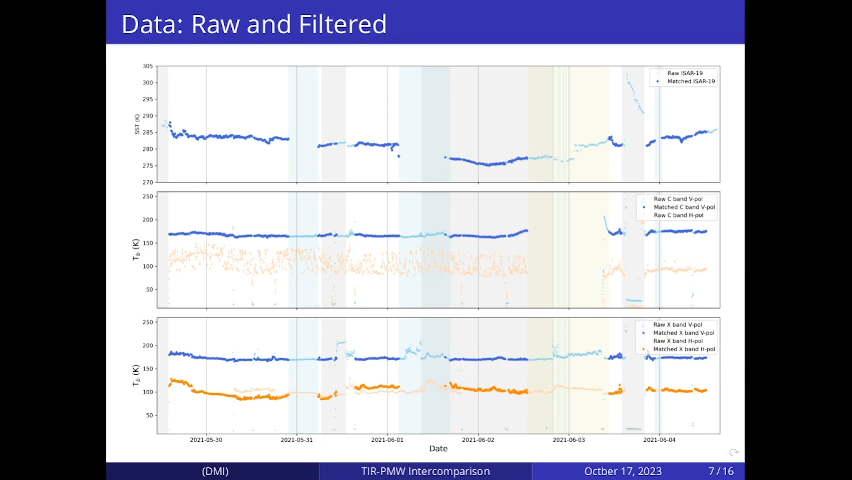 Data: Raw and Filtered
305
300
295
290
285
280
275
270
SST (K)
Raw ISAR-19
Matched ISAR-19
250
200
150
100
50
Tb (K)
Raw C band V-pol
Matched C band V-pol
Raw C band H-pol
250
200
150
100
50
Tb (K)
Raw X band V-pol
Matched X band V-pol
Raw X band H-pol
Matched X band H-pol
2021-05-30
2021-05-31
2021-06-01
2021-06-02
2021-06-03
2021-06-04
Date
(DMI)
TIR-PMW Intercomparison
Octber 17, 2023
7 / 16